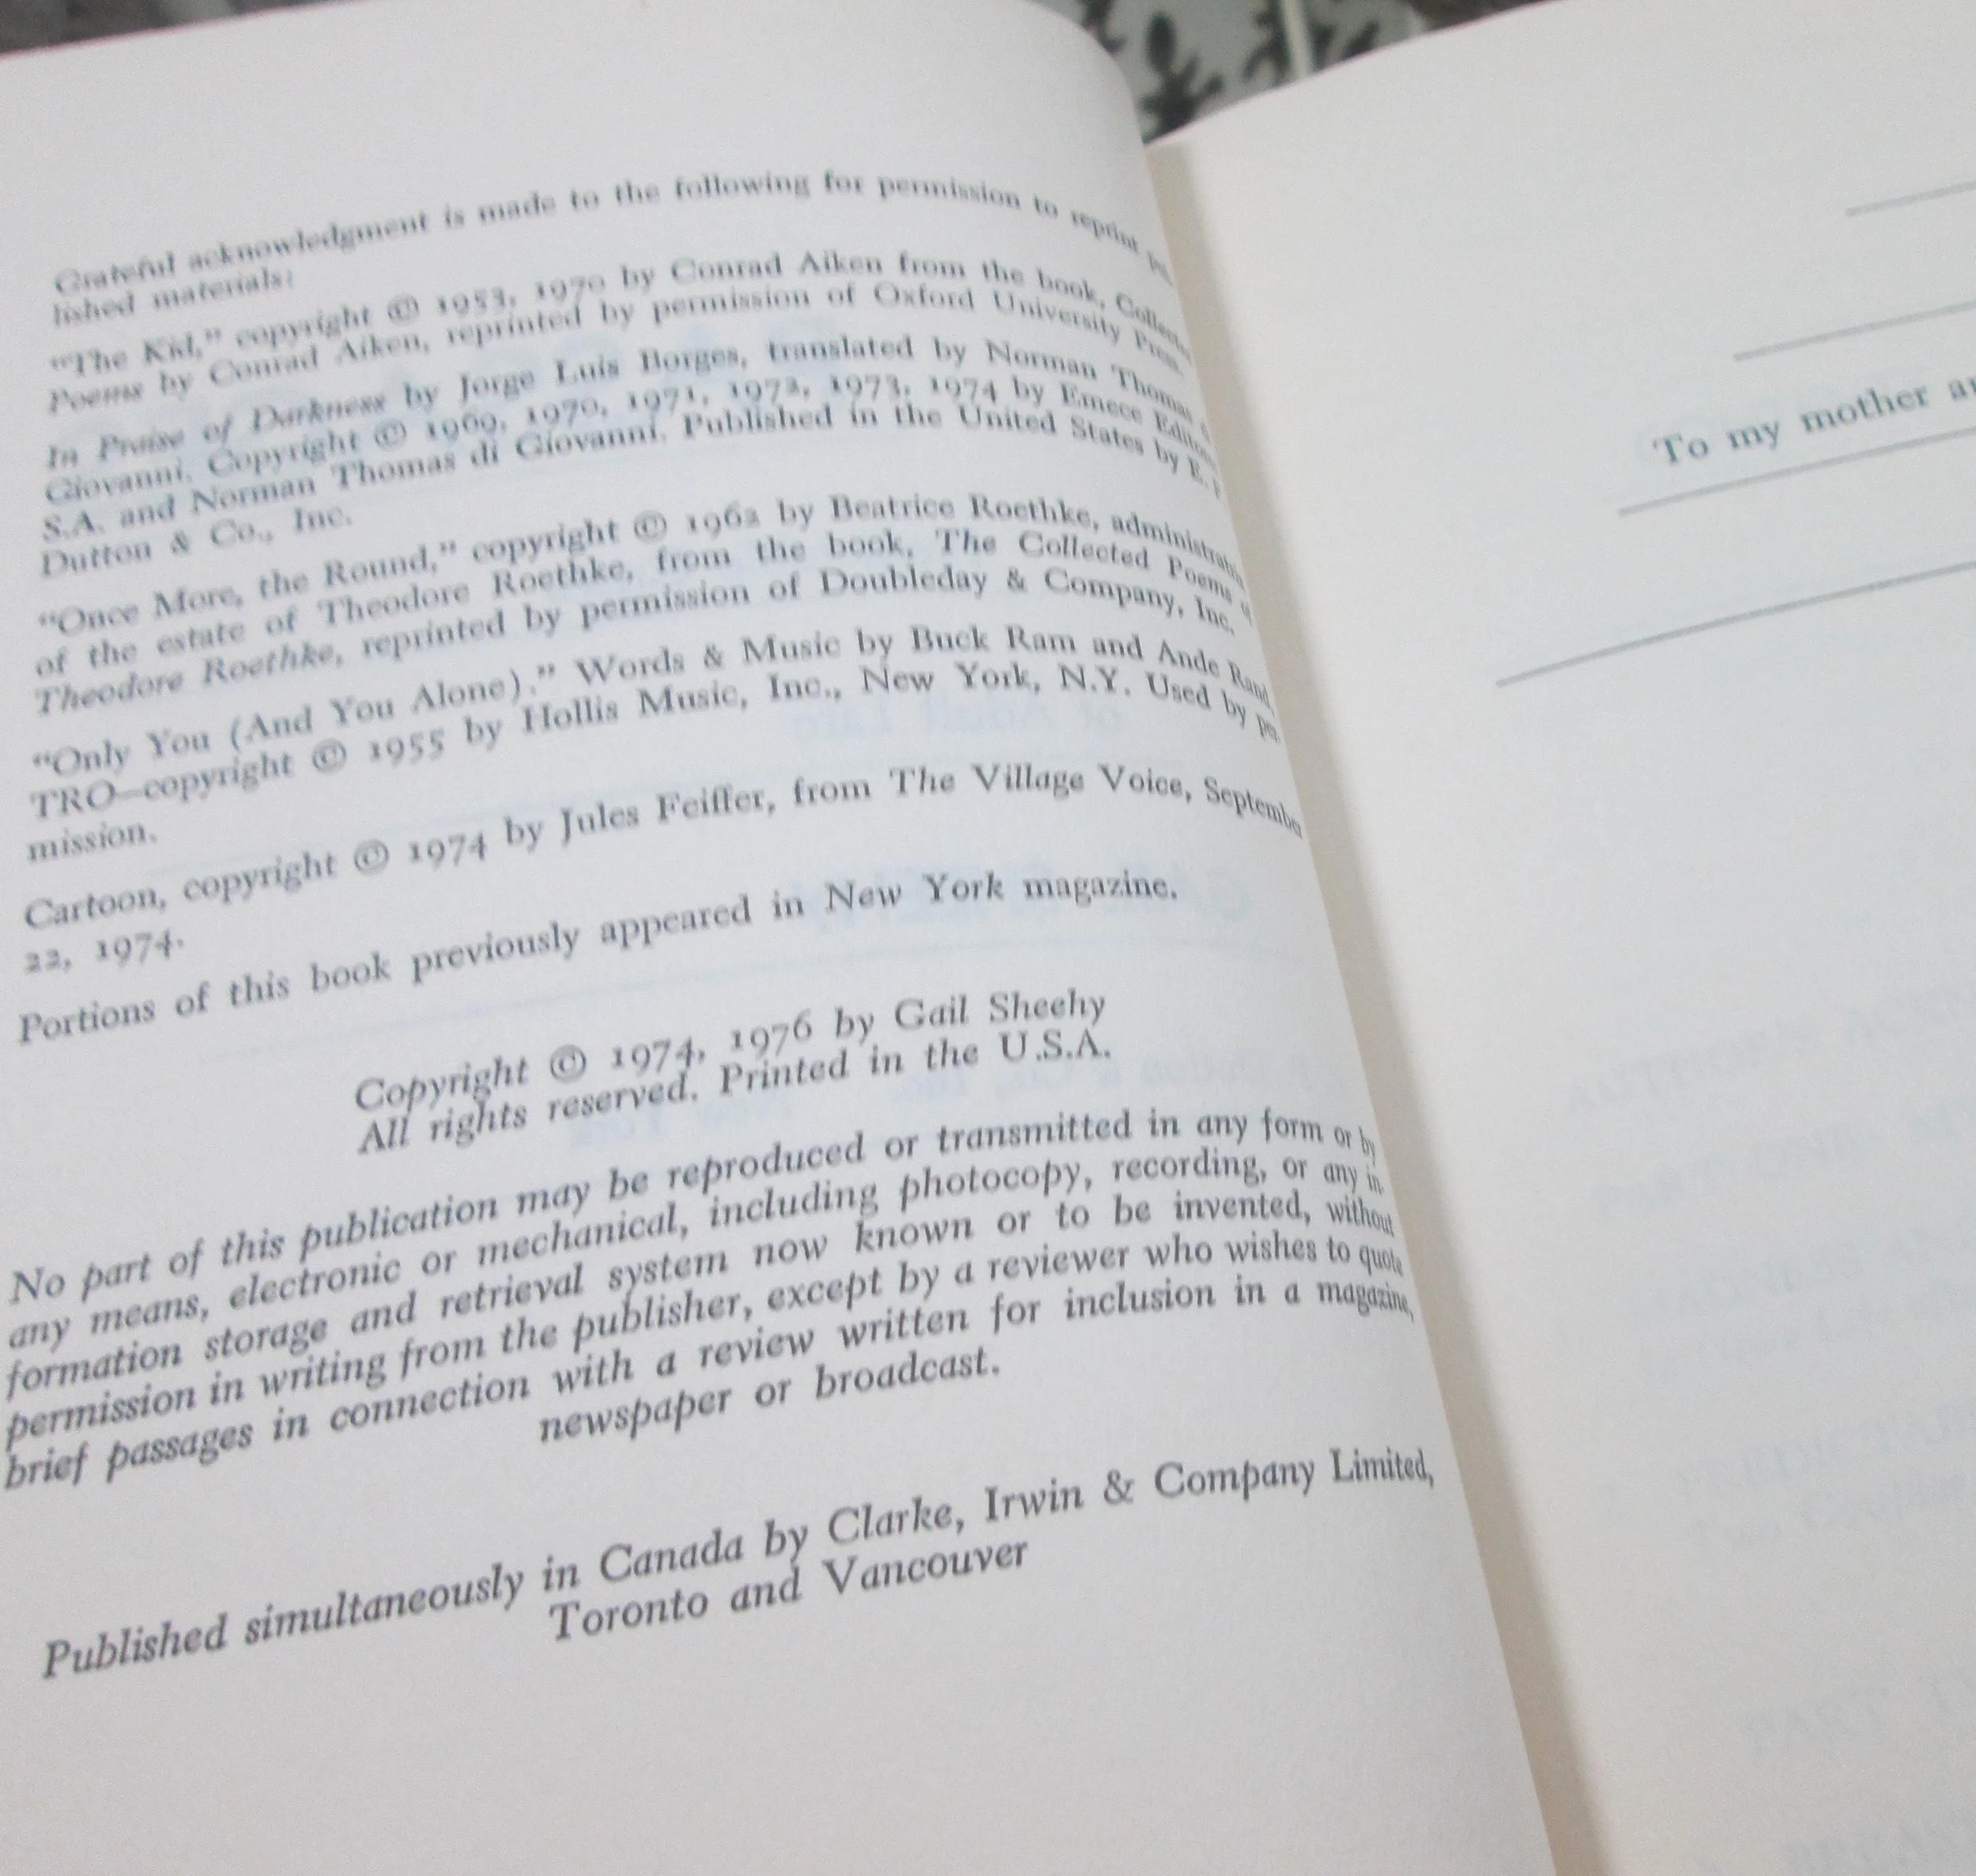 Grateful acknowledgment is made to the following for permission to reprint
lished materials:
"The Kid," copyright © 1953, 1970 by Conrad Aiken from the book, Collected
Poems by Conrad Aiken, reprinted by permission of Oxford University Press.
In Praise of Darkness by Jorge Luis Borges, translated by Norman Thomas
Giovanni. Copyright © 1969, 1970, 1971, 1972, 1973, 1974 by Emece Editores
S.A. and Norman Thomas di Giovanni. Published in the United States by E. P.
Dutton & Co., Inc.
"Once More, the Round," copyright © 1962 by Beatrice Roethke, administratrix
of the estate of Theodore Roethke, from the book, The Collected Poems of
Theodore Roethke, reprinted by permission of Doubleday & Company, Inc.
"Only You (And You Alone)." Words & Music by Buck Ram and Ande Rand.
TRO—copyright © 1955 by Hollis Music, Inc., New York, N.Y. Used by per-
mission.
Cartoon, copyright © 1974 by Jules Feiffer, from The Village Voice, September
22, 1974.
Portions of this book previously appeared in New York magazine.
Copyright © 1974, 1976 by Gail Sheehy
All rights reserved. Printed in the U.S.A.
No part of this publication may be reproduced or transmitted in any form or by
any means, electronic or mechanical, including photocopy, recording, or any in-
formation storage and retrieval system now known or to be invented, without
permission in writing from the publisher, except by a reviewer who wishes to quote
brief passages in connection with a review written for inclusion in a magazine,
newspaper or broadcast.
Published simultaneously in Canada by Clarke, Irwin & Company Limited,
Toronto and Vancouver
To my mother